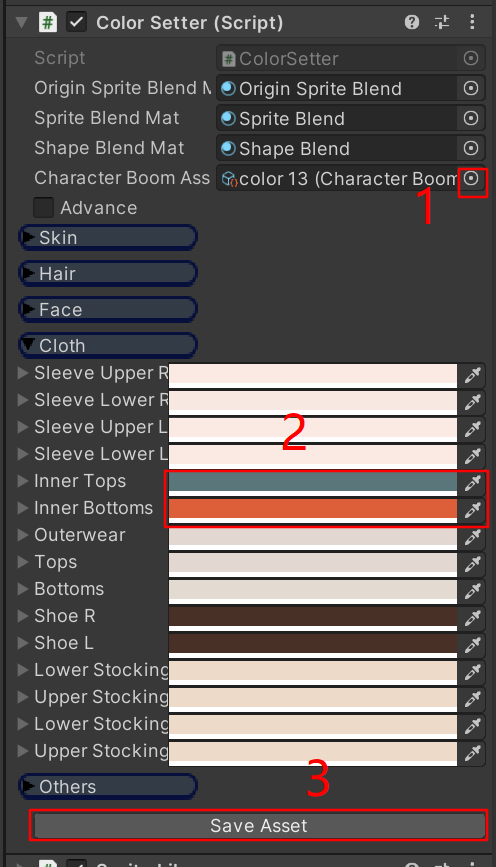 Color Setter (Script)
Script
ColorSetter
Origin Sprite Blend M
Origin Sprite Blend
Sprite Blend Mat
Sprite Blend
Shape Blend Mat
Shape Blend
Character Boom Ass
color 13 (Character Boom
1
Advance
Skin
Hair
Face
Cloth
Sleeve Upper R
Sleeve Lower R
Sleeve Upper L
2
Sleeve Lower L
Inner Tops
Inner Bottoms
Outerwear
Tops
Bottoms
Shoe R
Shoe L
Lower Stocking
Upper Stocking
Lower Stocking
Upper Stocking
3
Others
Save Asset